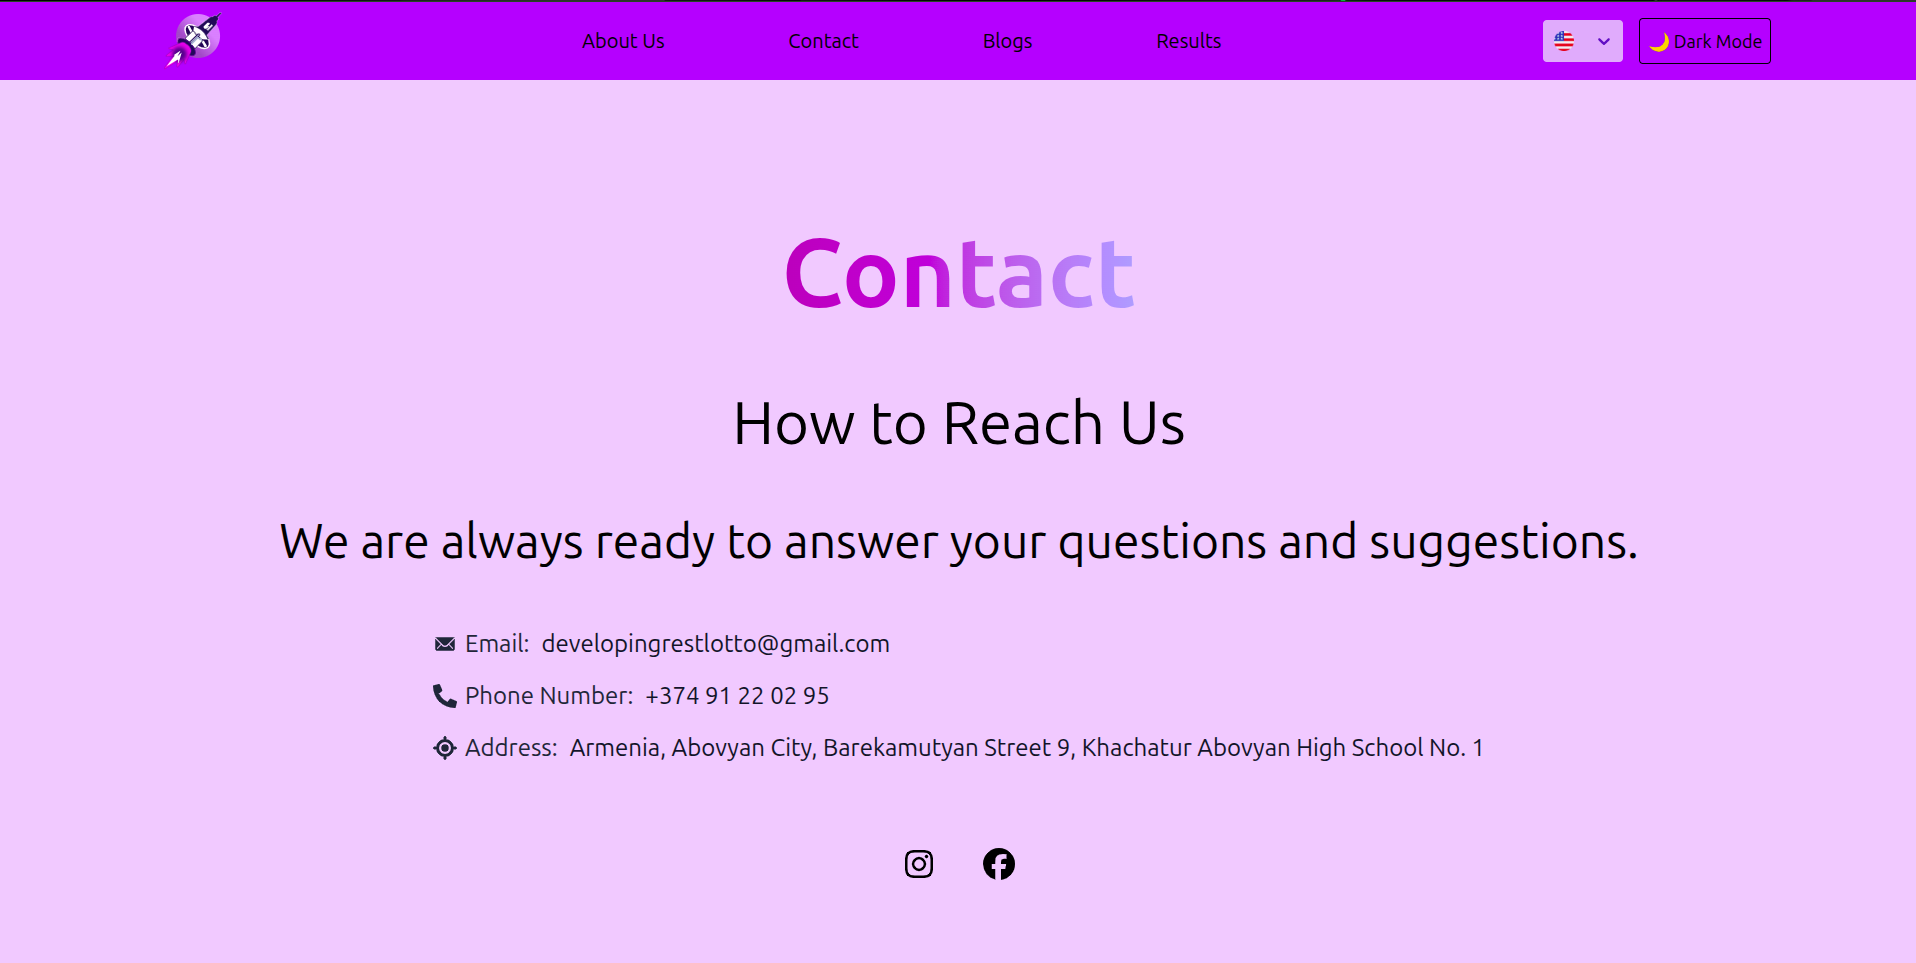 About Us Contact Blogs Results 🌙 Dark Mode
Contact
How to Reach Us
We are always ready to answer your questions and suggestions.
Email: developingrestlotto@gmail.com
Phone Number: +374 91 22 02 95
Address: Armenia, Abovyan City, Barekamutyan Street 9, Khachatur Abovyan High School No. 1